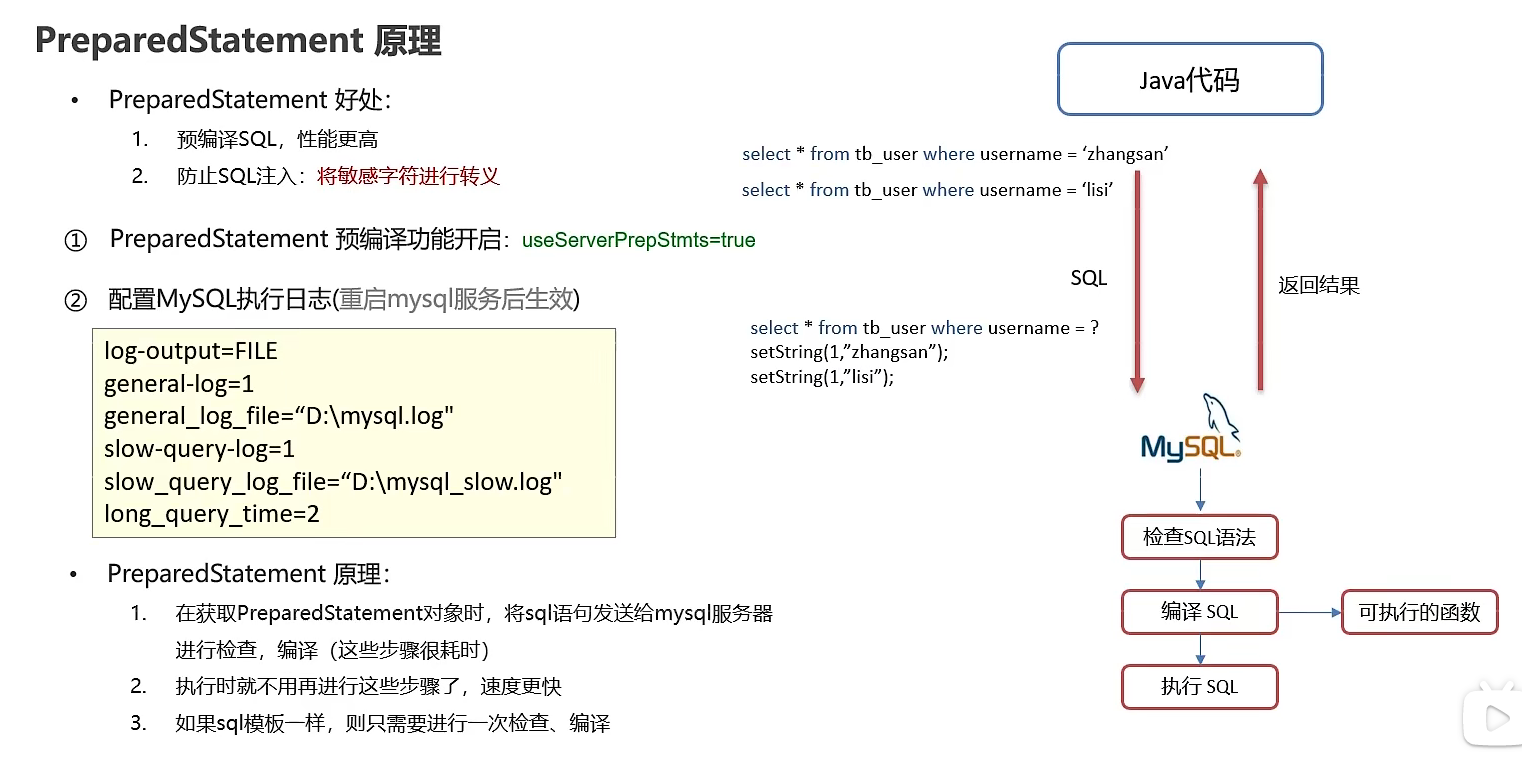 PreparedStatement 原理
• PreparedStatement 好处：
1. 预编译SQL，性能更高
2. 防止SQL注入：将敏感字符进行转义
① PreparedStatement 预编译功能开启：useServerPrepStmts=true
② 配置MySQL执行日志(重启mysql服务后生效)
log-output=FILE
general-log=1
general_log_file=“D:\mysql.log"
slow-query-log=1
slow_query_log_file=“D:\mysql_slow.log"
long_query_time=2
• PreparedStatement 原理：
1. 在获取PreparedStatement对象时，将sql语句发送给mysql服务器
进行检查，编译（这些步骤很耗时）
2. 执行时就不用再进行这些步骤了，速度更快
3. 如果sql模板一样，则只需要进行一次检查、编译
Java代码
select * from tb_user where username = ‘zhangsan’
select * from tb_user where username = ‘lisi’
SQL
返回结果
select * from tb_user where username = ?
setString(1,”zhangsan”);
setString(1,”lisi”);
MySQL®
检查SQL语法
编译 SQL
可执行的函数
执行 SQL